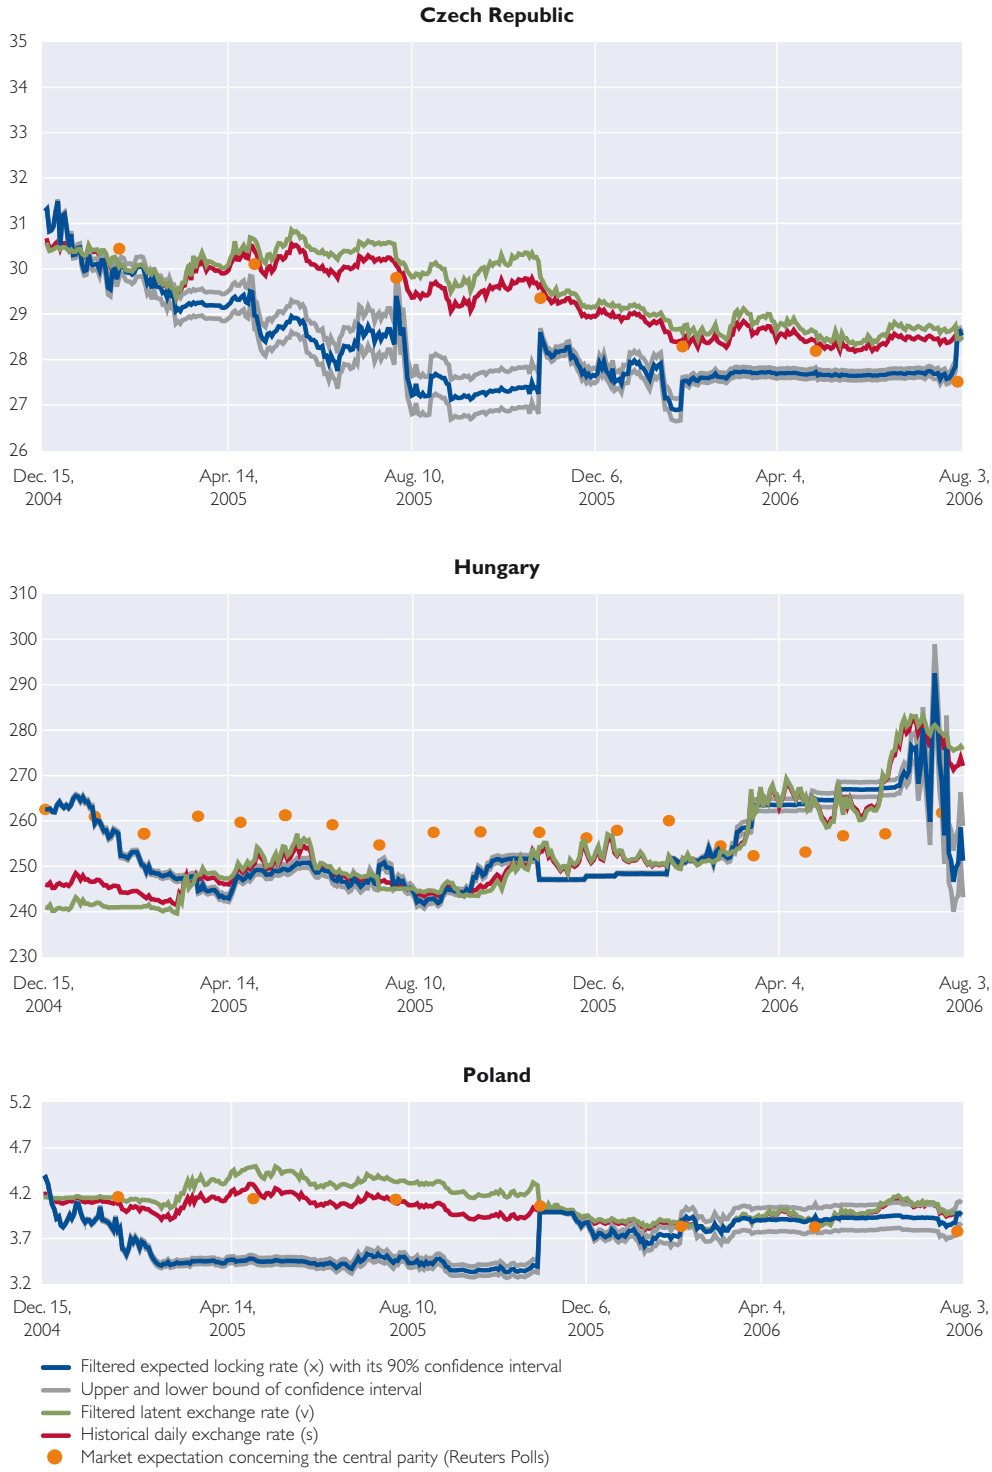 Czech Republic
35
34
33
32
31
30
29
28
27
26
Dec. 15, Apr. 14, Aug. 10, Dec. 6, Apr. 4, Aug. 3,
2004 2005 2005 2005 2006 2006
Hungary
310
300
290
280
270
260
250
240
230
Dec. 15, Apr. 14, Aug. 10, Dec. 6, Apr. 4, Aug. 3,
2004 2005 2005 2005 2006 2006
Poland
5.2
4.7
4.2
3.7
3.2
Dec. 15, Apr. 14, Aug. 10, Dec. 6, Apr. 4, Aug. 3,
2004 2005 2005 2005 2006 2006
Filtered expected locking rate (x) with its 90% confidence interval
Upper and lower bound of confidence interval
Filtered latent exchange rate (v)
Historical daily exchange rate (s)
Market expectation concerning the central parity (Reuters Polls)